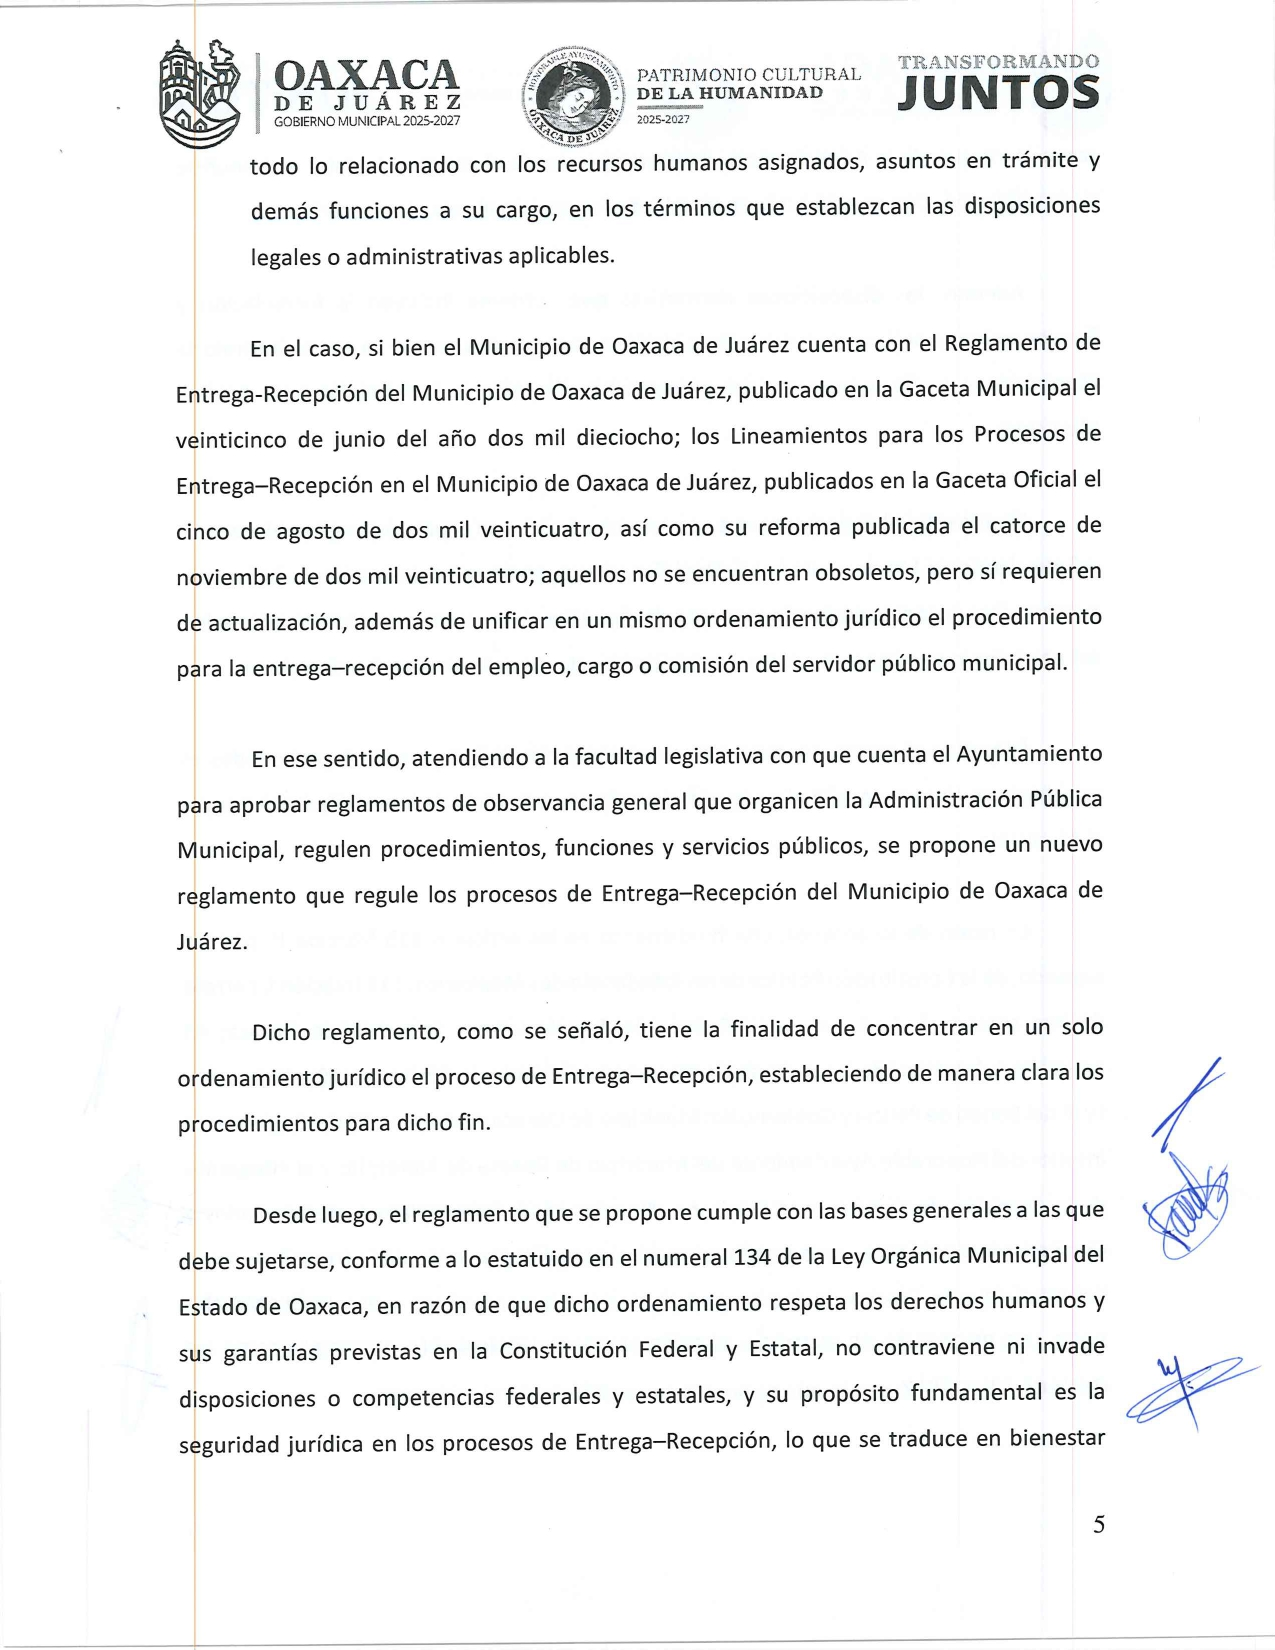 OAXACA
DE JUÁREZ
GOBIERNO MUNICIPAL 2025-2027
HONORABLE AYUNTAMIENTO
OAXACA DE JUÁREZ
PATRIMONIO CULTURAL
DE LA HUMANIDAD
2025-2027
TRANSFORMANDO
JUNTOS
todo lo relacionado con los recursos humanos asignados, asuntos en trámite y
demás funciones a su cargo, en los términos que establezcan las disposiciones
legales o administrativas aplicables.
En el caso, si bien el Municipio de Oaxaca de Juárez cuenta con el Reglamento de
Entrega-Recepción del Municipio de Oaxaca de Juárez, publicado en la Gaceta Municipal el
veinticinco de junio del año dos mil dieciocho; los Lineamientos para los Procesos de
Entrega–Recepción en el Municipio de Oaxaca de Juárez, publicados en la Gaceta Oficial el
cinco de agosto de dos mil veinticuatro, así como su reforma publicada el catorce de
noviembre de dos mil veinticuatro; aquellos no se encuentran obsoletos, pero sí requieren
de actualización, además de unificar en un mismo ordenamiento jurídico el procedimiento
para la entrega–recepción del empleo, cargo o comisión del servidor público municipal.
En ese sentido, atendiendo a la facultad legislativa con que cuenta el Ayuntamiento
para aprobar reglamentos de observancia general que organicen la Administración Pública
Municipal, regulen procedimientos, funciones y servicios públicos, se propone un nuevo
reglamento que regule los procesos de Entrega–Recepción del Municipio de Oaxaca de
Juárez.
Dicho reglamento, como se señaló, tiene la finalidad de concentrar en un solo
ordenamiento jurídico el proceso de Entrega–Recepción, estableciendo de manera clara los
procedimientos para dicho fin.
Desde luego, el reglamento que se propone cumple con las bases generales a las que
debe sujetarse, conforme a lo estatuido en el numeral 134 de la Ley Orgánica Municipal del
Estado de Oaxaca, en razón de que dicho ordenamiento respeta los derechos humanos y
sus garantías previstas en la Constitución Federal y Estatal, no contraviene ni invade
disposiciones o competencias federales y estatales, y su propósito fundamental es la
seguridad jurídica en los procesos de Entrega–Recepción, lo que se traduce en bienestar
5